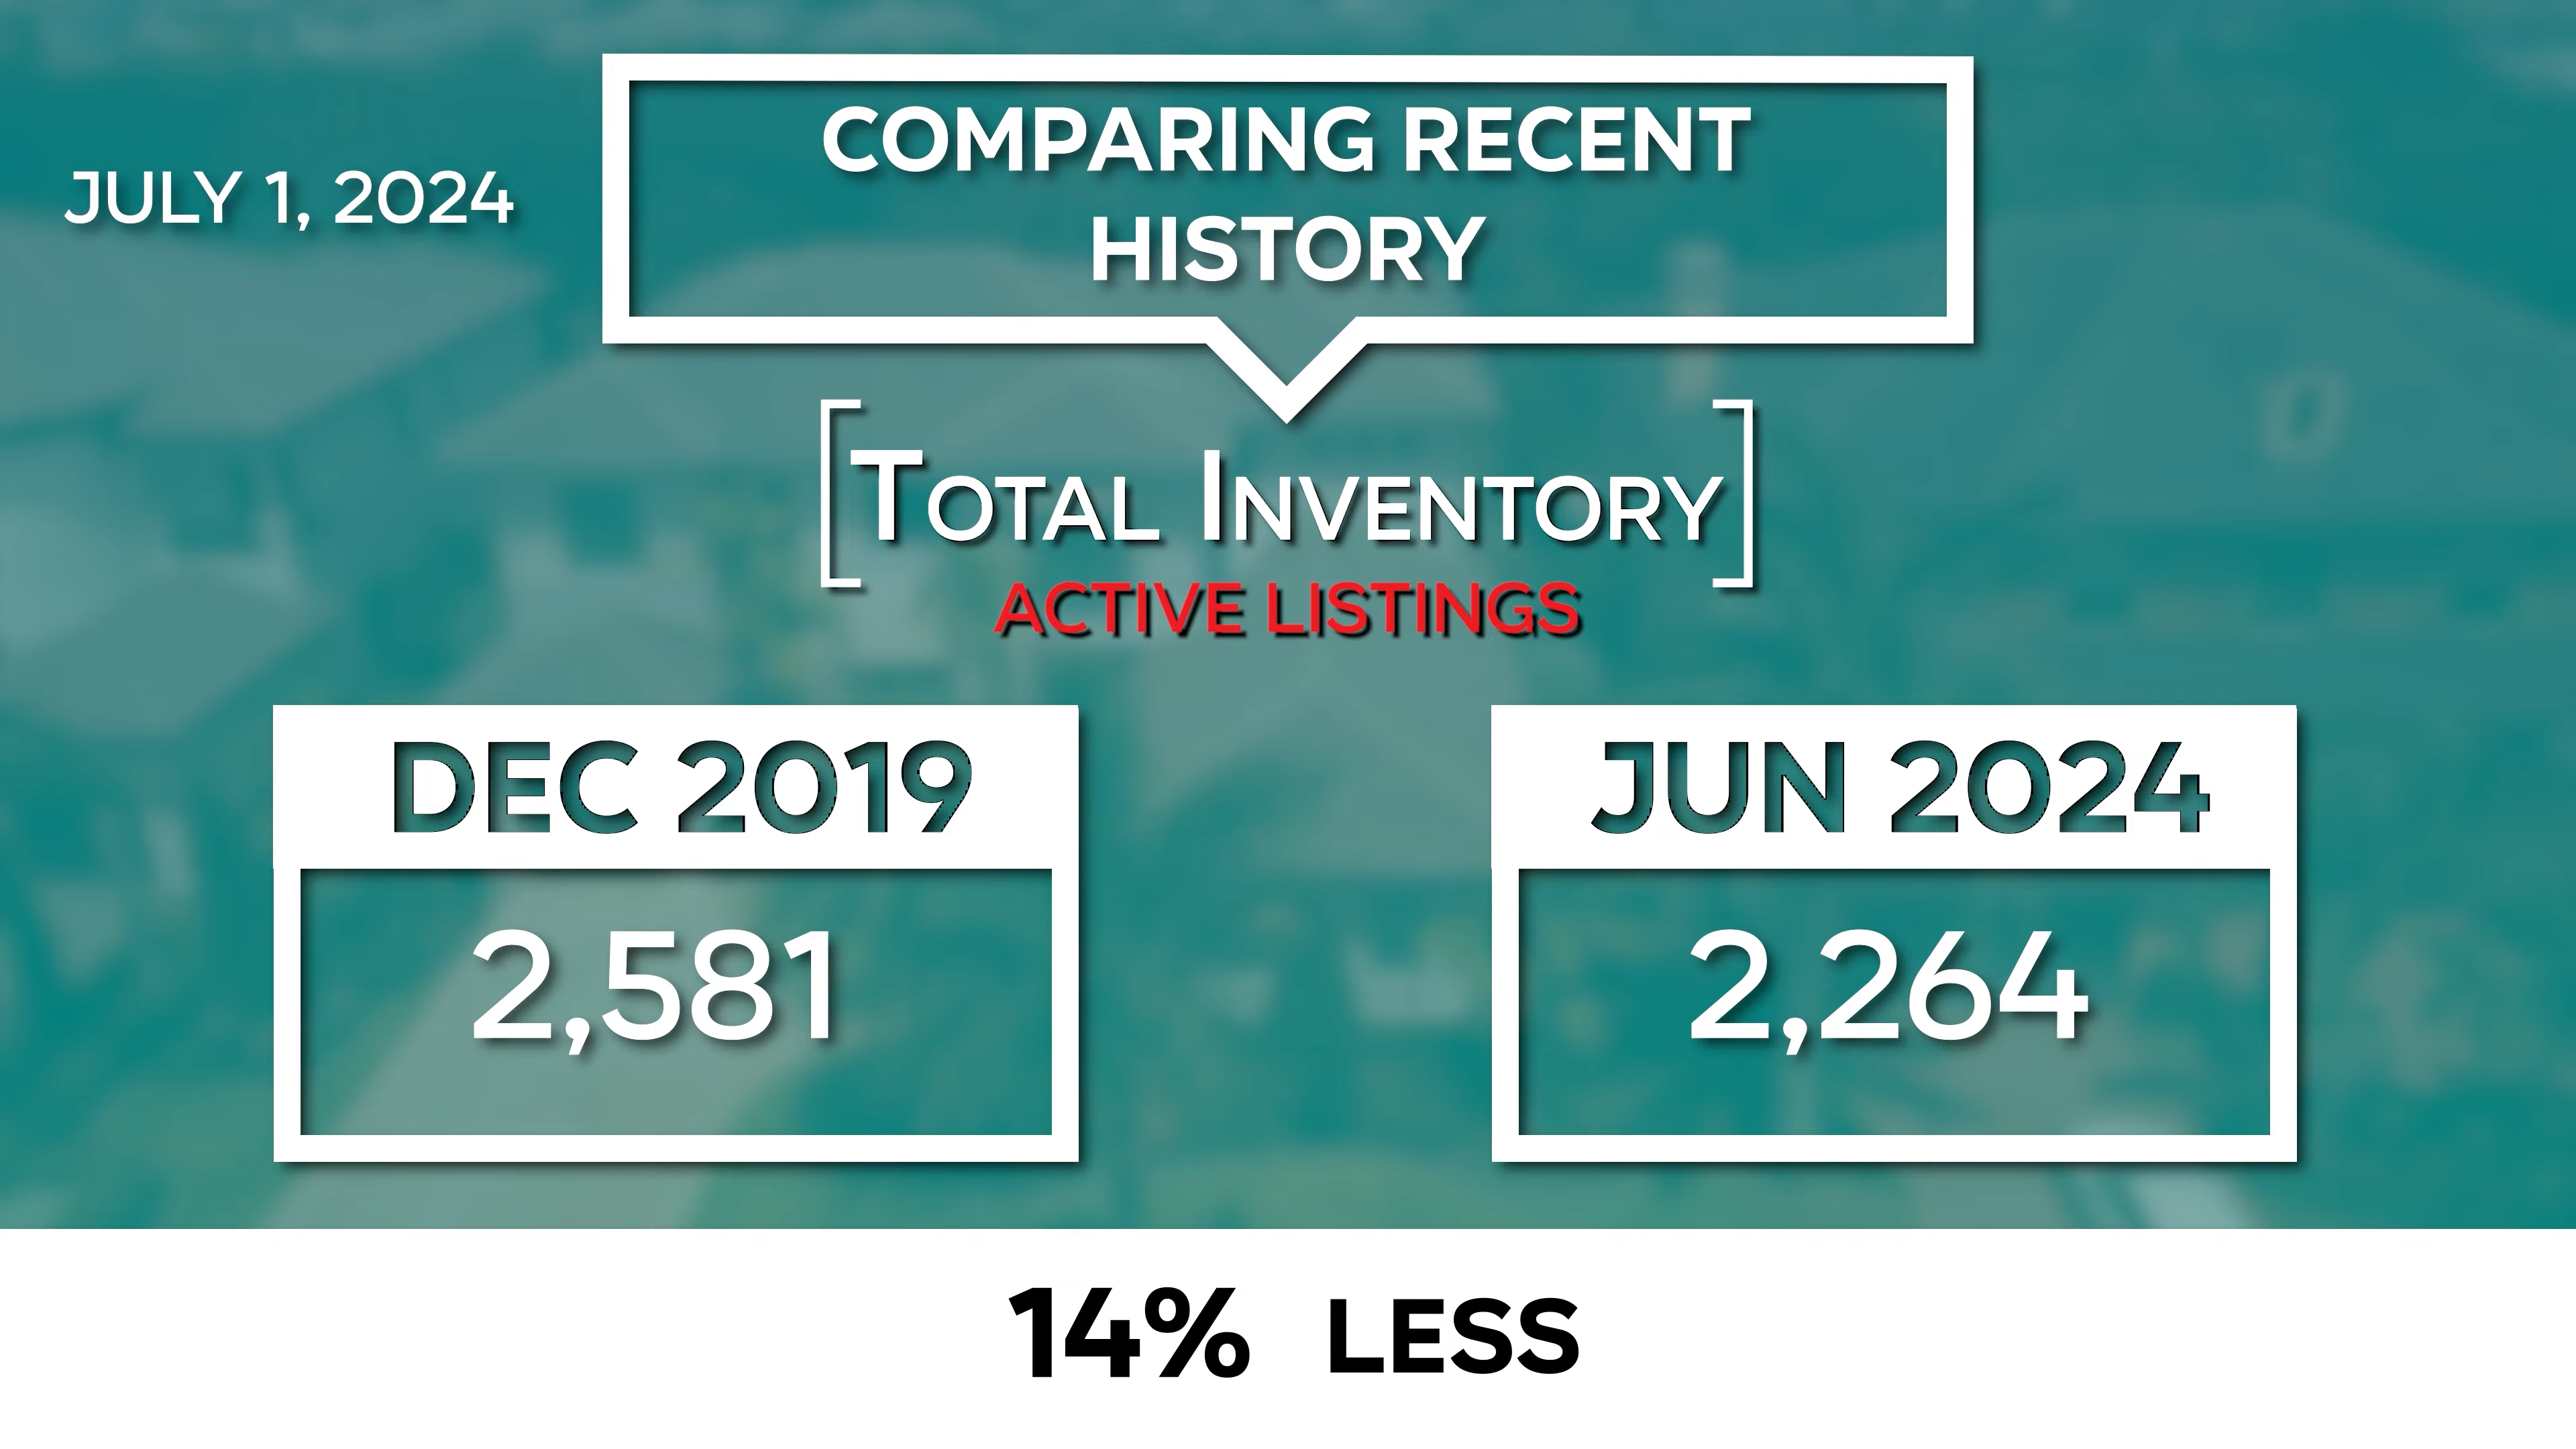 JULY 1, 2024
COMPARING RECENT
HISTORY
TOTAL INVENTORY
ACTIVE LISTINGS
DEC 2019
JUN 2024
2,581
2,264
14% LESS